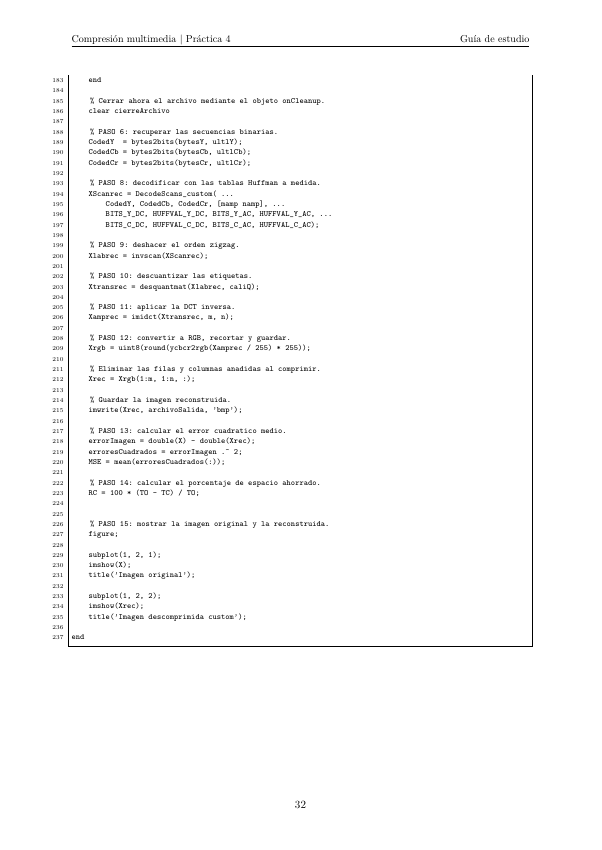 Compresión multimedia | Práctica 4 Guía de estudio
183 end
184
185 % Cerrar ahora el archivo mediante el objeto onCleanup.
186 clear cierreArchivo
187
188 % PASO 6: recuperar las secuencias binarias.
189 CodedY  = bytes2bits(bytesY, ultlY);
190 CodedCb = bytes2bits(bytesCb, ultlCb);
191 CodedCr = bytes2bits(bytesCr, ultlCr);
192
193 % PASO 8: decodificar con las tablas Huffman a medida.
194 XScanrec = DecodeScans_custom( ...
195 CodedY, CodedCb, CodedCr, [mamp namp], ...
196 BITS_Y_DC, HUFFVAL_Y_DC, BITS_Y_AC, HUFFVAL_Y_AC, ...
197 BITS_C_DC, HUFFVAL_C_DC, BITS_C_AC, HUFFVAL_C_AC);
198
199 % PASO 9: deshacer el orden zigzag.
200 Xlabrec = invscan(XScanrec);
201
202 % PASO 10: descuantizar las etiquetas.
203 Xtransrec = desquantmat(Xlabrec, caliQ);
204
205 % PASO 11: aplicar la DCT inversa.
206 Xamprec = imidct(Xtransrec, m, n);
207
208 % PASO 12: convertir a RGB, recortar y guardar.
209 Xrgb = uint8(round(ycbcr2rgb(Xamprec / 255) * 255));
210
211 % Eliminar las filas y columnas anadidas al comprimir.
212 Xrec = Xrgb(1:m, 1:n, :);
213
214 % Guardar la imagen reconstruida.
215 imwrite(Xrec, archivoSalida, 'bmp');
216
217 % PASO 13: calcular el error cuadratico medio.
218 errorImagen = double(X) - double(Xrec);
219 erroresCuadrados = errorImagen .^ 2;
220 MSE = mean(erroresCuadrados(:));
221
222 % PASO 14: calcular el porcentaje de espacio ahorrado.
223 RC = 100 * (TO - TC) / TO;
224
225
226 % PASO 15: mostrar la imagen original y la reconstruida.
227 figure;
228
229 subplot(1, 2, 1);
230 imshow(X);
231 title('Imagen original');
232
233 subplot(1, 2, 2);
234 imshow(Xrec);
235 title('Imagen descomprimida custom');
236
237 end
32